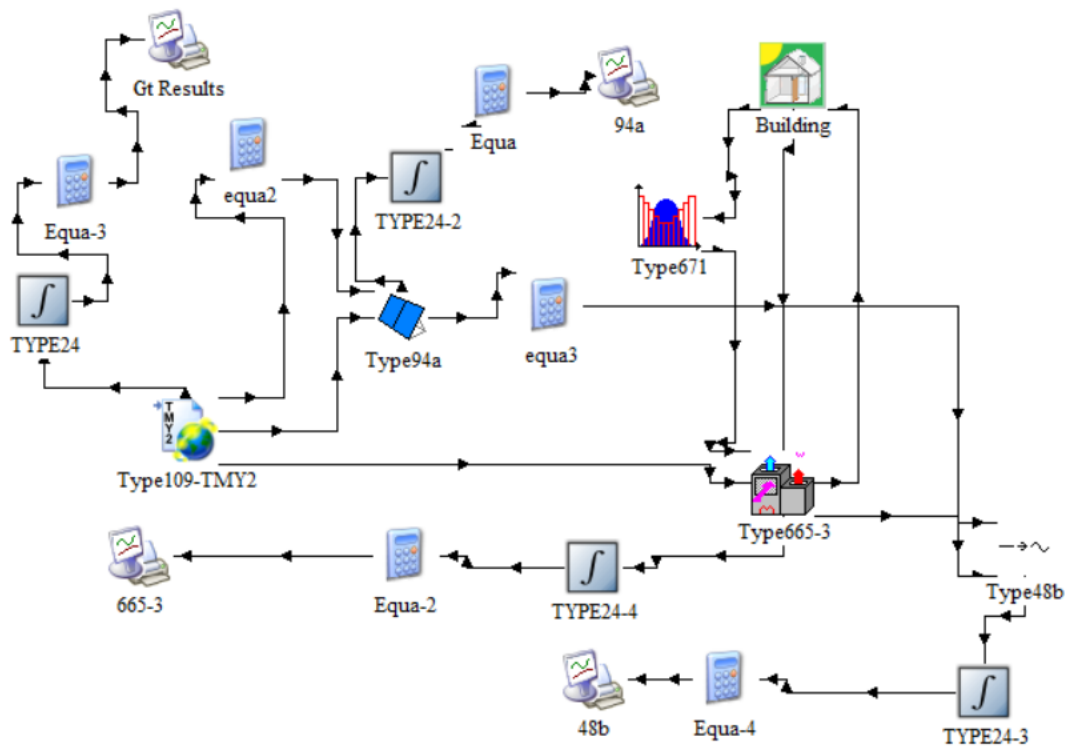 Gt Results
Equa
94a
Building
equa2
TYPE24-2
Equa-3
Type671
TYPE24
Type94a
equa3
TMY2
Type109-TMY2
Type665-3
665-3
Equa-2
TYPE24-4
Type48b
48b
Equa-4
TYPE24-3